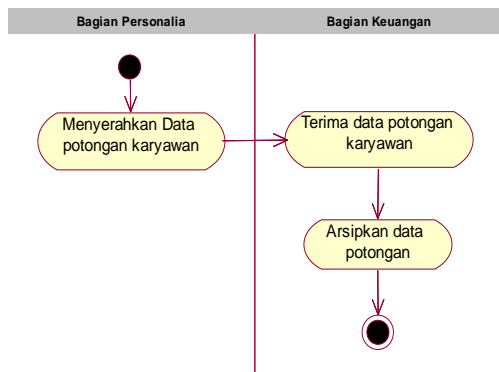 Bagian Personalia
Bagian Keuangan
Menyerahkan Data
potongan karyawan
Terima data potongan
karyawan
Arsipkan data
potongan